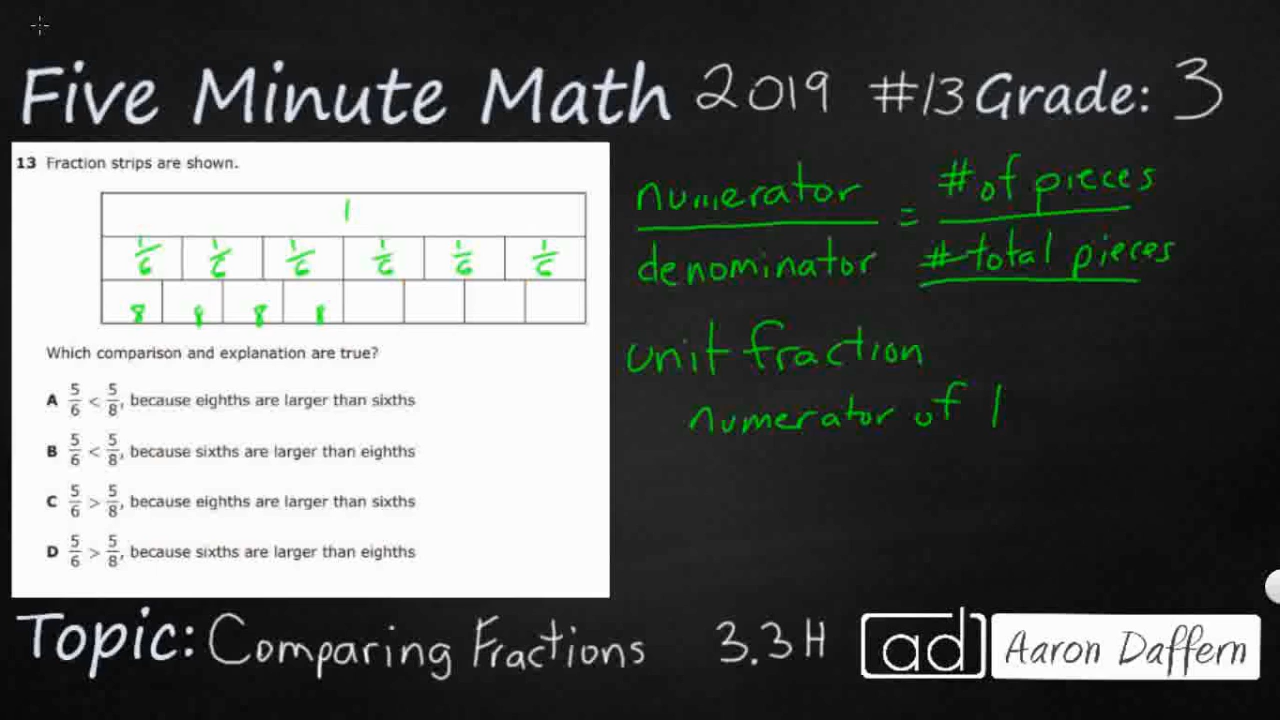 Five Minute Math 2019 #13 Grade: 3
13 Fraction strips are shown.
1
1/6 1/6 1/6 1/6 1/6 1/6
8 8 8 8
Which comparison and explanation are true?
A 5/6 < 5/8, because eighths are larger than sixths
B 5/6 < 5/8, because sixths are larger than eighths
C 5/6 > 5/8, because eighths are larger than sixths
D 5/6 > 5/8, because sixths are larger than eighths
numerator = # of pieces
denominator # total pieces
unit fraction
numerator of 1
Topic: Comparing Fractions 3.3H ad Aaron Daffern